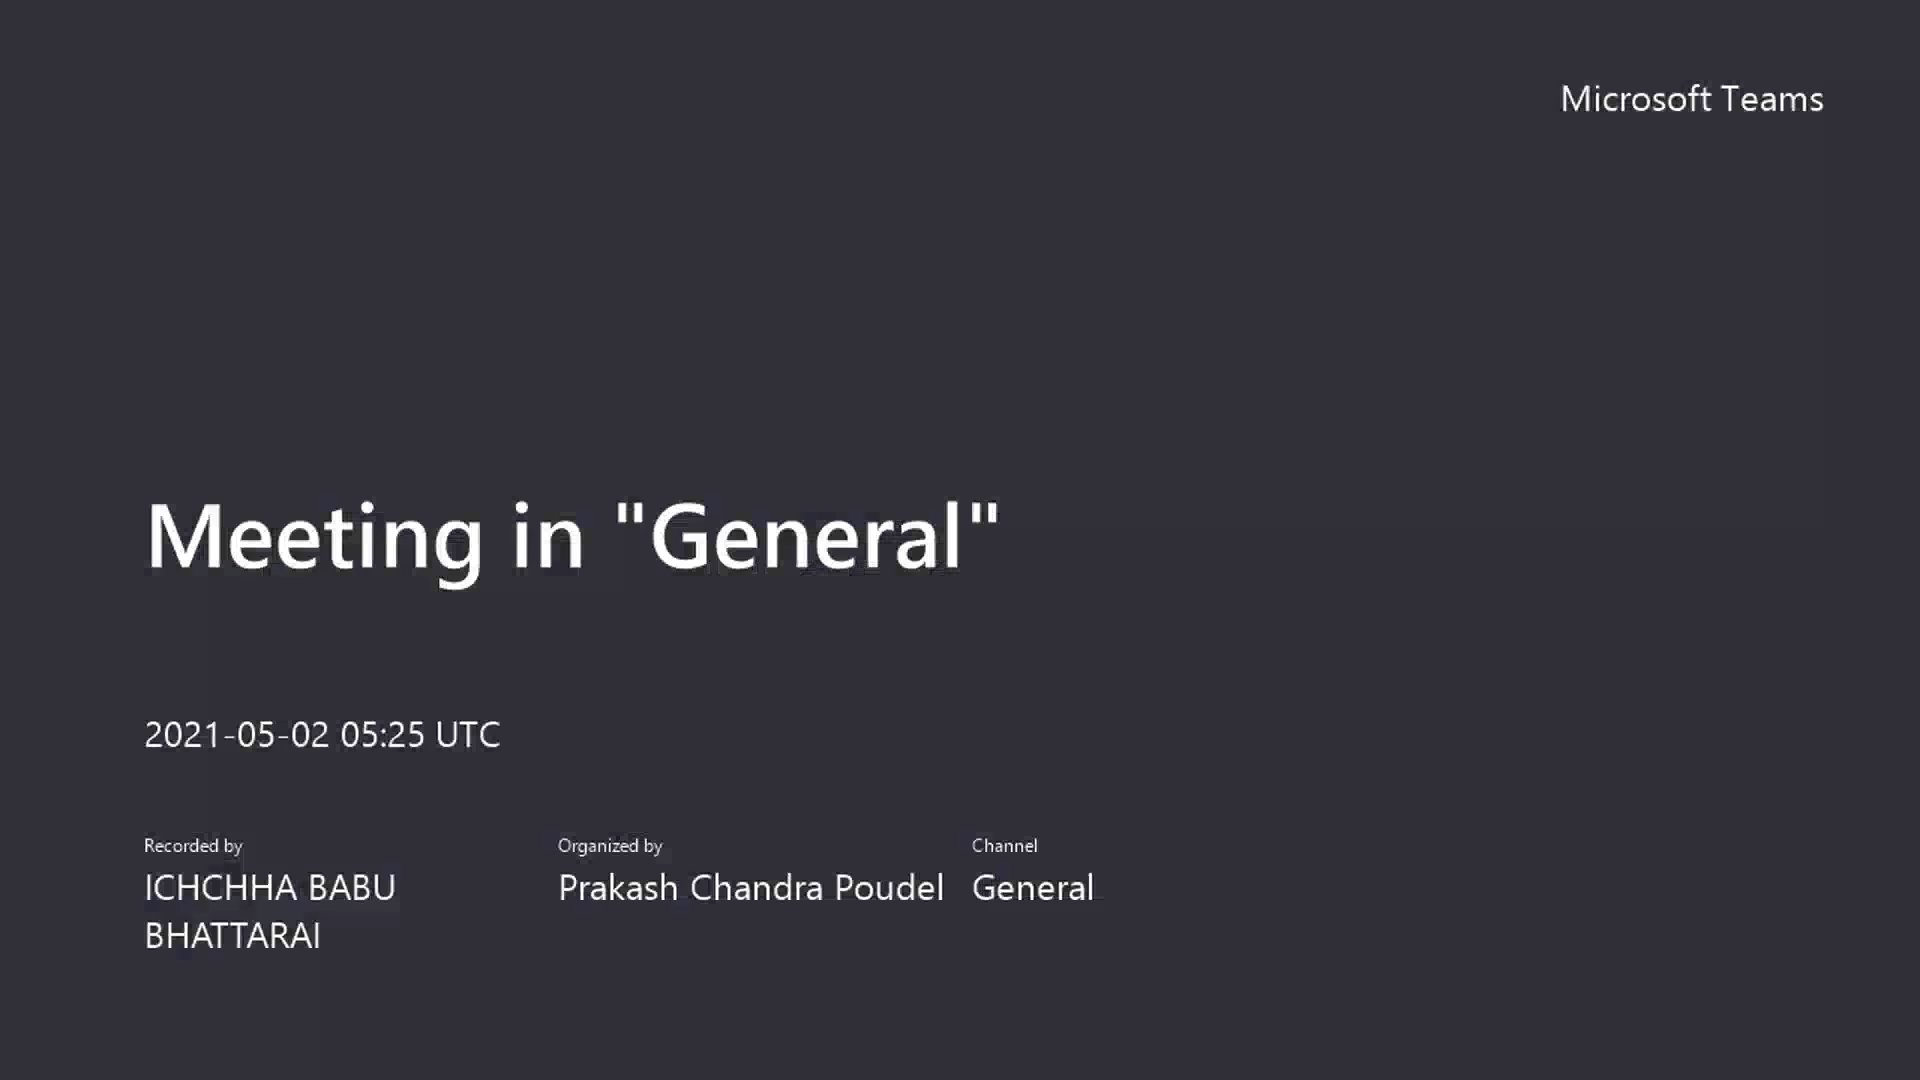 Microsoft Teams
Meeting in "General"
2021-05-02 05:25 UTC
Recorded by
ICHCHHA BABU
BHATTARAI
Organized by
Prakash Chandra Poudel
Channel
General